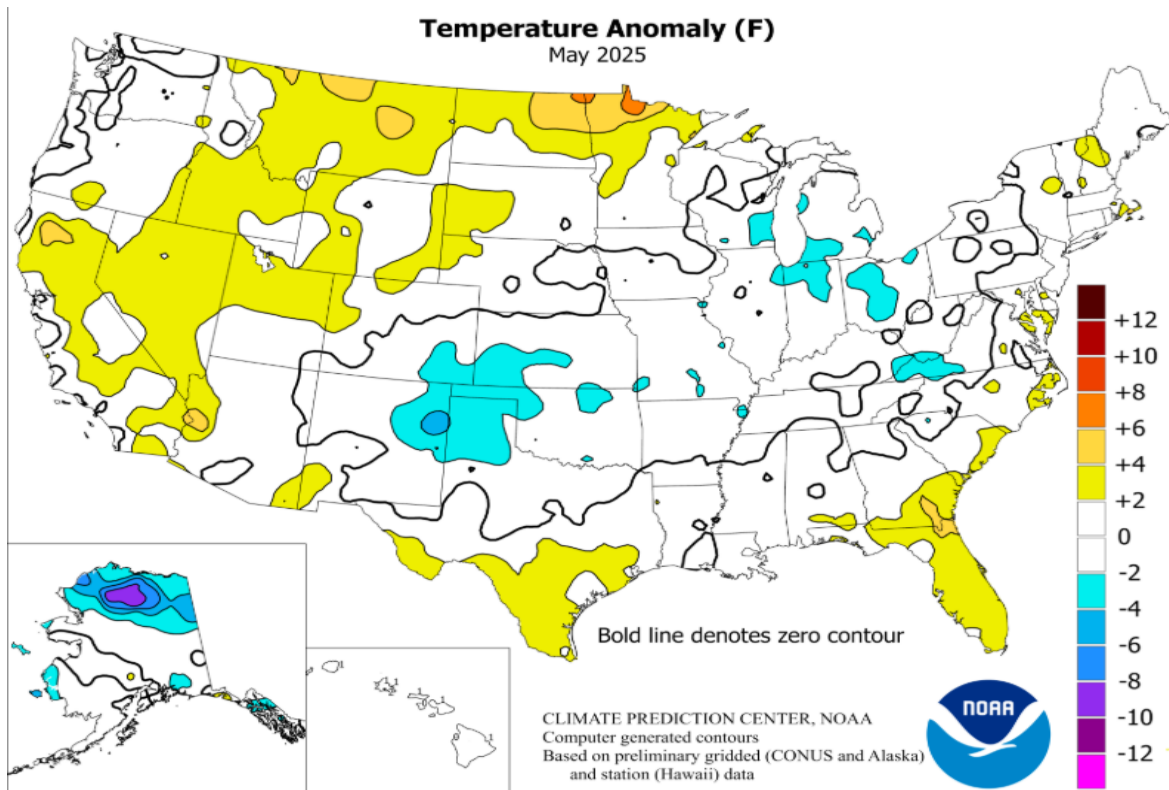 Temperature Anomaly (F)
May 2025
+12
+10
+8
+6
+4
+2
0
-2
-4
-6
-8
-10
-12
Bold line denotes zero contour
CLIMATE PREDICTION CENTER, NOAA
Computer generated contours
Based on preliminary gridded (CONUS and Alaska)
and station (Hawaii) data
NOAA